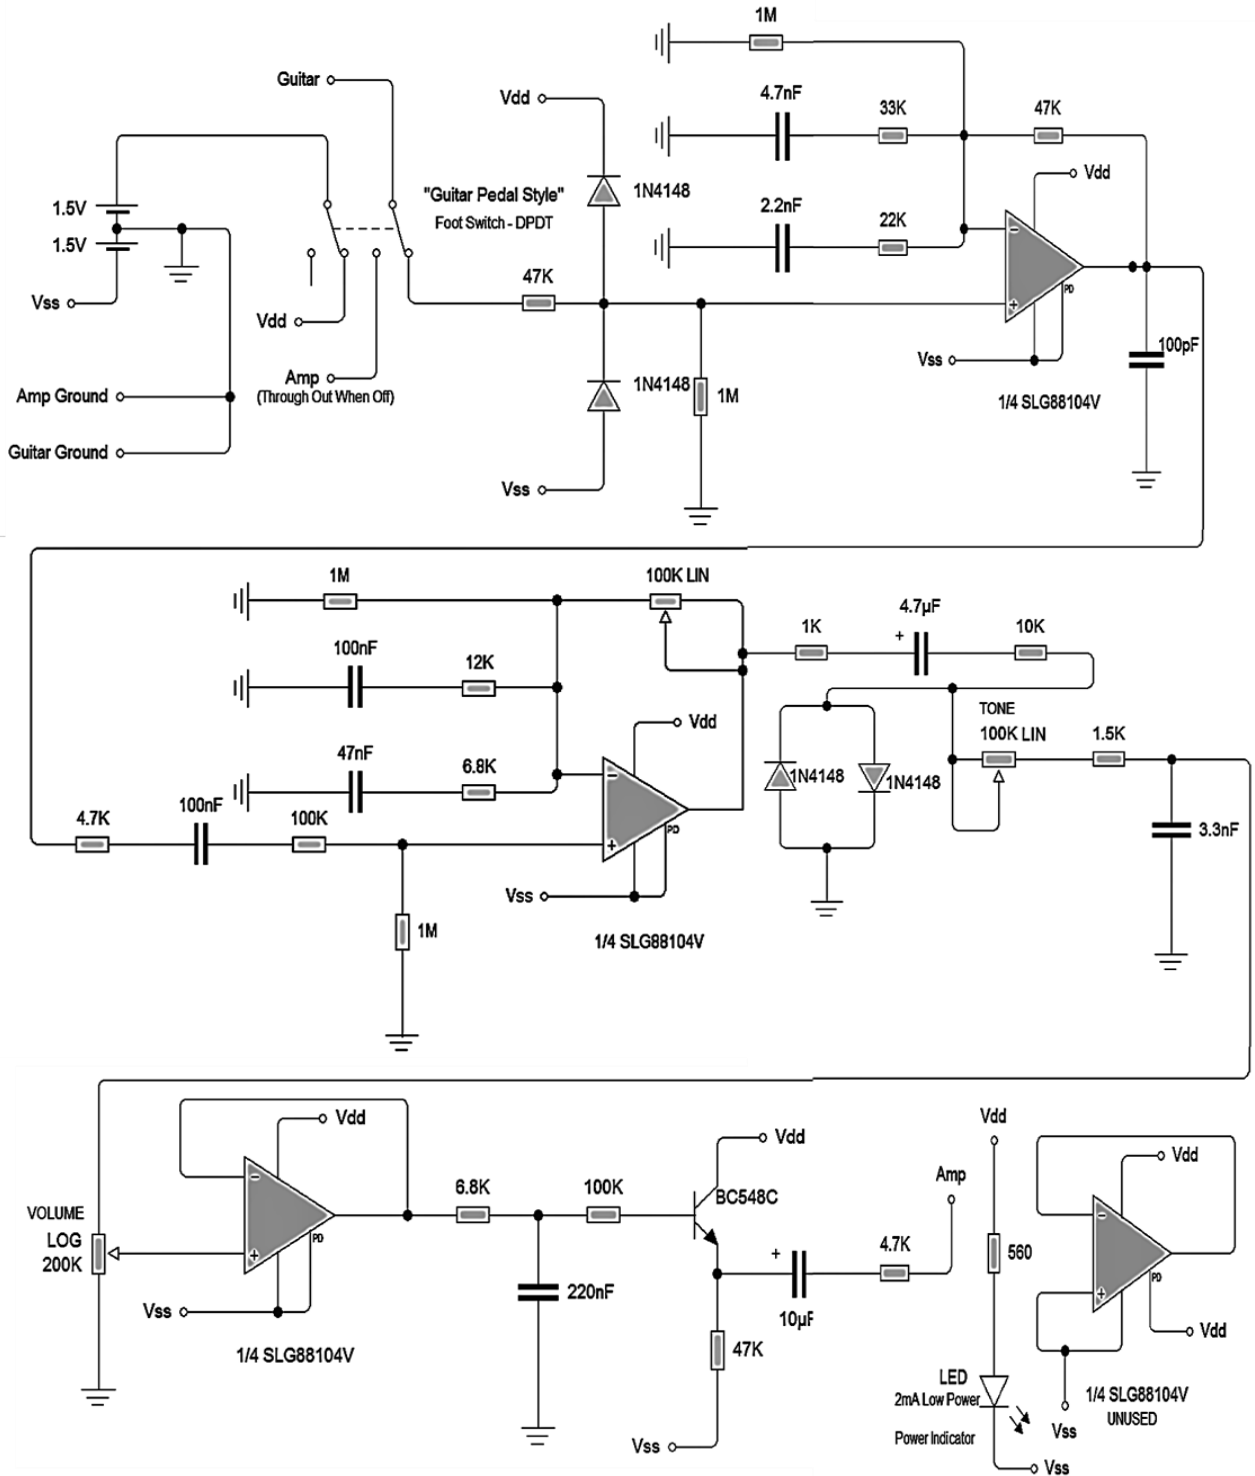 1M
Guitar
Vdd
4.7nF
33K
47K
Vdd
1.5V
1.5V
"Guitar Pedal Style"
Foot Switch - DPDT
1N4148
2.2nF
22K
−
47K
+
PD
Vss
Vdd
Vss
100pF
Amp
(Through Out When Off)
1N4148
1M
1/4 SLG88104V
Amp Ground
Guitar Ground
Vss
1M
100K LIN
4.7µF
+
1K
10K
100nF
12K
TONE
100K LIN
1.5K
Vdd
47nF
6.8K
−
1N4148
1N4148
100nF
4.7K
100K
+
PD
3.3nF
Vss
1M
1/4 SLG88104V
Vdd
Vdd
Vdd
Vdd
−
6.8K
100K
BC548C
Amp
VOLUME
LOG
200K
+
PD
−
+
4.7K
560
+
PD
Vss
220nF
10µF
Vdd
47K
1/4 SLG88104V
LED
2mA Low Power
Power Indicator
1/4 SLG88104V
UNUSED
Vss
Vss
Vss